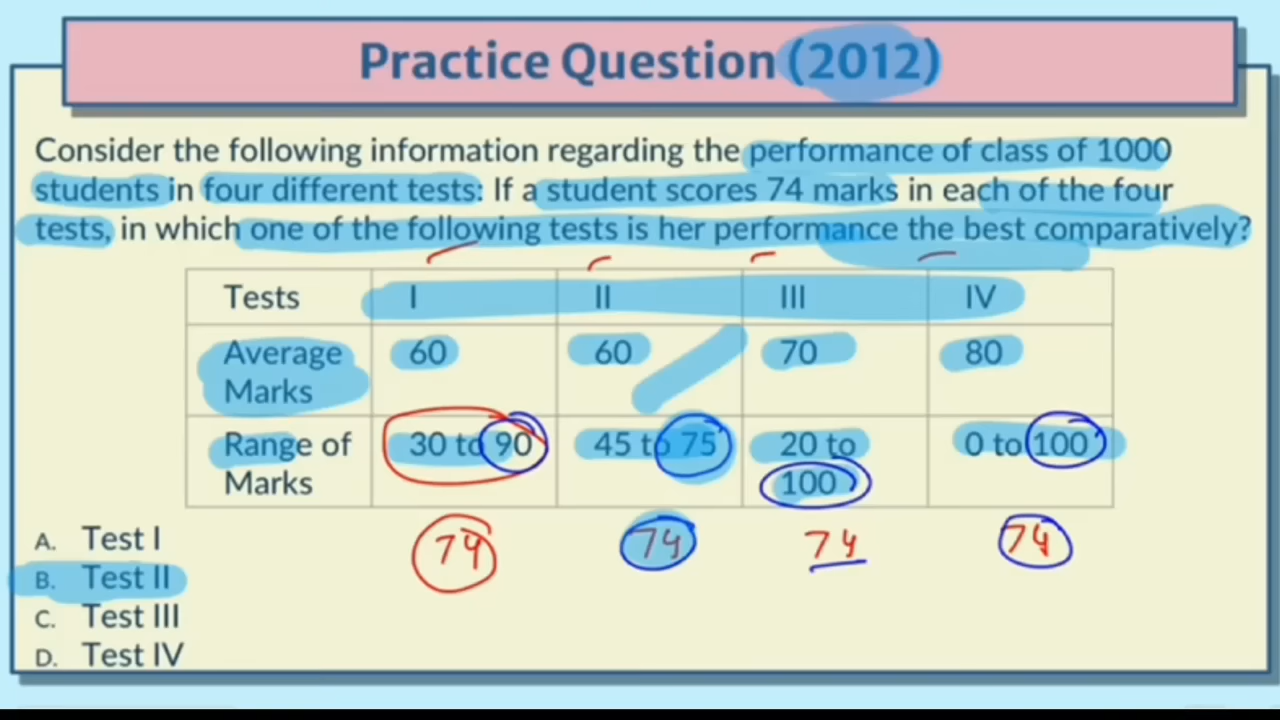 Practice Question (2012)
Consider the following information regarding the performance of class of 1000
students in four different tests: If a student scores 74 marks in each of the four
tests, in which one of the following tests is her performance the best comparatively?
Tests I II III IV
Average 60 60 70 80
Marks
Range of 30 to 90 45 to 75 20 to 0 to 100
Marks 100
74 74 74 74
A. Test I
B. Test II
C. Test III
D. Test IV